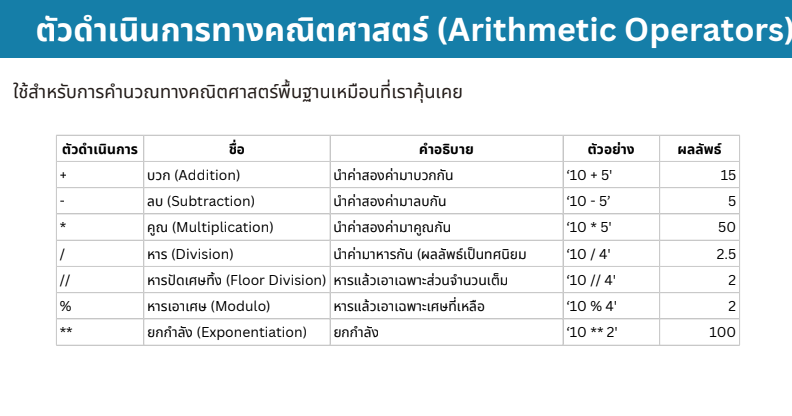 ตัวดำเนินการทางคณิตศาสตร์ (Arithmetic Operators)
ใช้สำหรับการคำนวณทางคณิตศาสตร์พื้นฐานเหมือนที่เราคุ้นเคย
ตัวดำเนินการ ชื่อ คำอธิบาย ตัวอย่าง ผลลัพธ์
+ บวก (Addition) นำค่าสองค่ามาบวกกัน ‘10 + 5' 15
- ลบ (Subtraction) นำค่าสองค่ามาลบกัน ‘10 - 5’ 5
* คูณ (Multiplication) นำค่าสองค่ามาคูณกัน ‘10 * 5' 50
/ หาร (Division) นำค่ามาหารกัน (ผลลัพธ์เป็นทศนิยม ‘10 / 4' 2.5
// หารปัดเศษทิ้ง (Floor Division) หารแล้วเอาเฉพาะส่วนจำนวนเต็ม ‘10 // 4' 2
% หารเอาเศษ (Modulo) หารแล้วเอาเฉพาะเศษที่เหลือ ‘10 % 4' 2
** ยกกำลัง (Exponentiation) ยกกำลัง ‘10 ** 2' 100